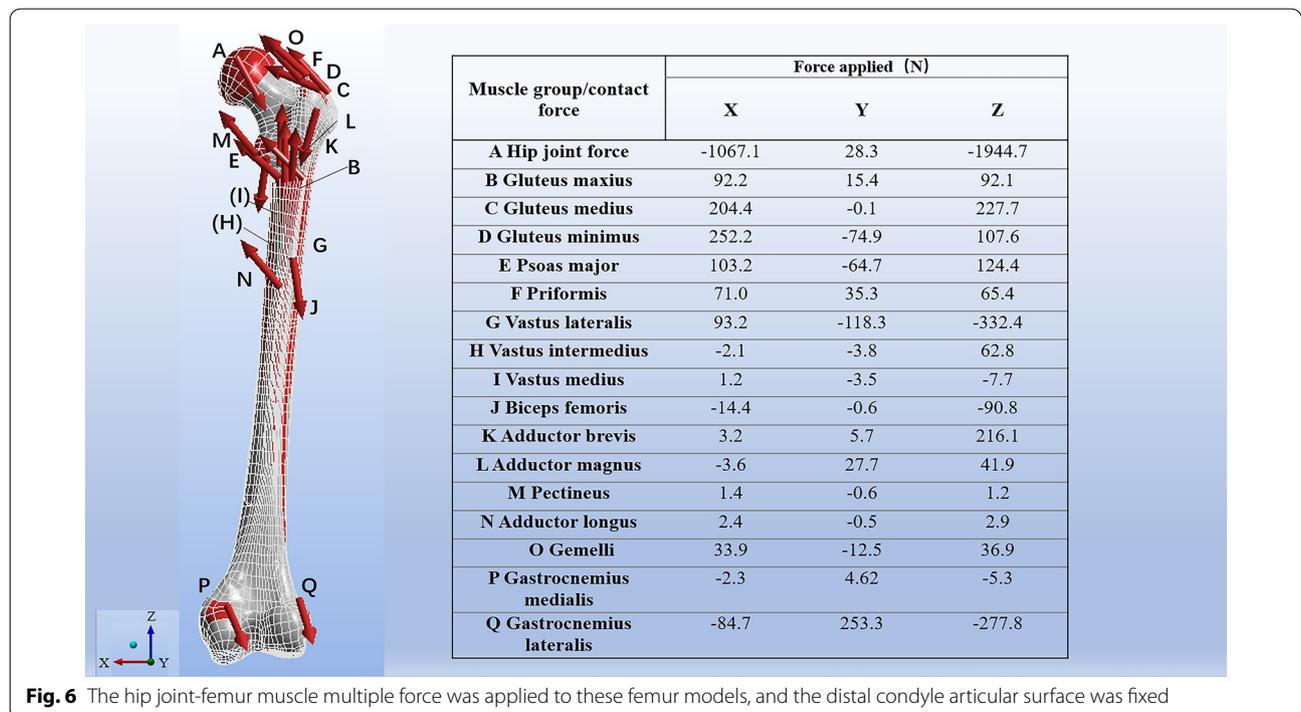 O
A
F
D
C
L
M
K
E
B
(I)
(H)
G
N
J
P
Q
Z
X
Y
Muscle group/contact force Force applied (N)
X Y Z
A Hip joint force -1067.1 28.3 -1944.7
B Gluteus maxius 92.2 15.4 92.1
C Gluteus medius 204.4 -0.1 227.7
D Gluteus minimus 252.2 -74.9 107.6
E Psoas major 103.2 -64.7 124.4
F Priformis 71.0 35.3 65.4
G Vastus lateralis 93.2 -118.3 -332.4
H Vastus intermedius -2.1 -3.8 62.8
I Vastus medius 1.2 -3.5 -7.7
J Biceps femoris -14.4 -0.6 -90.8
K Adductor brevis 3.2 5.7 216.1
L Adductor magnus -3.6 27.7 41.9
M Pectineus 1.4 -0.6 1.2
N Adductor longus 2.4 -0.5 2.9
O Gemelli 33.9 -12.5 36.9
P Gastrocnemius medialis -2.3 4.62 -5.3
Q Gastrocnemius lateralis -84.7 253.3 -277.8
Fig. 6 The hip joint-femur muscle multiple force was applied to these femur models, and the distal condyle articular surface was fixed